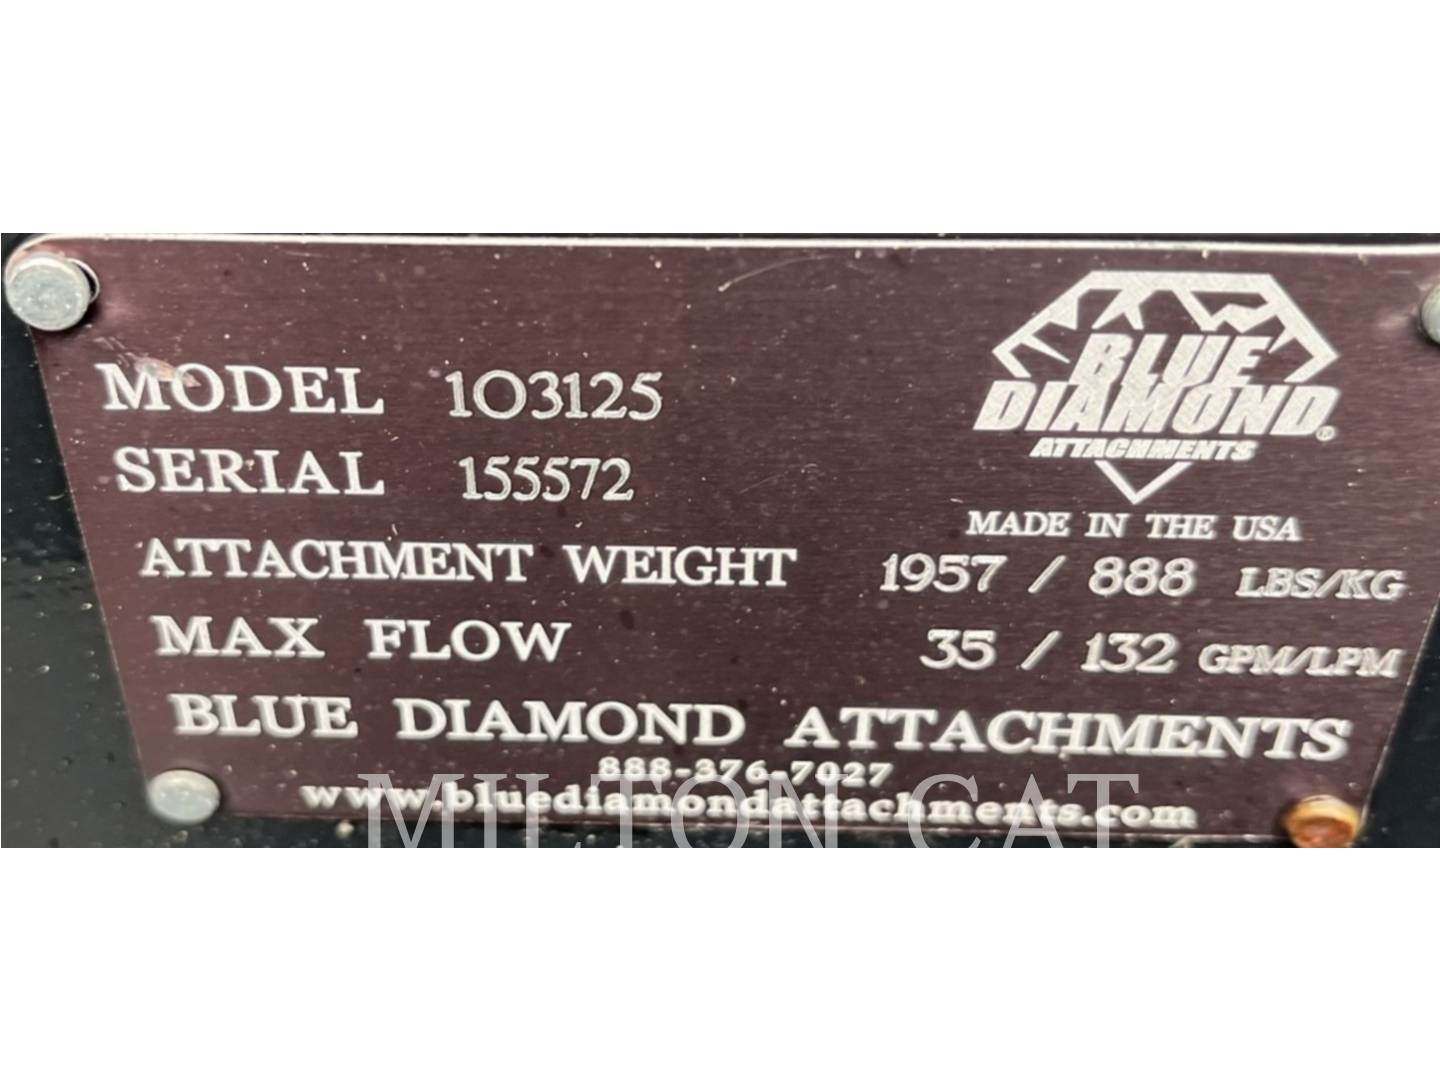 BLUE
DIAMOND®
ATTACHMENTS
MADE IN THE USA
MODEL 103125
SERIAL 155572
ATTACHMENT WEIGHT 1957 / 888 LBS/KG
MAX FLOW 35 / 132 GPM/LPM
BLUE DIAMOND ATTACHMENTS
888-376-7027
www.bluediamondattachments.com
MILTON CAT